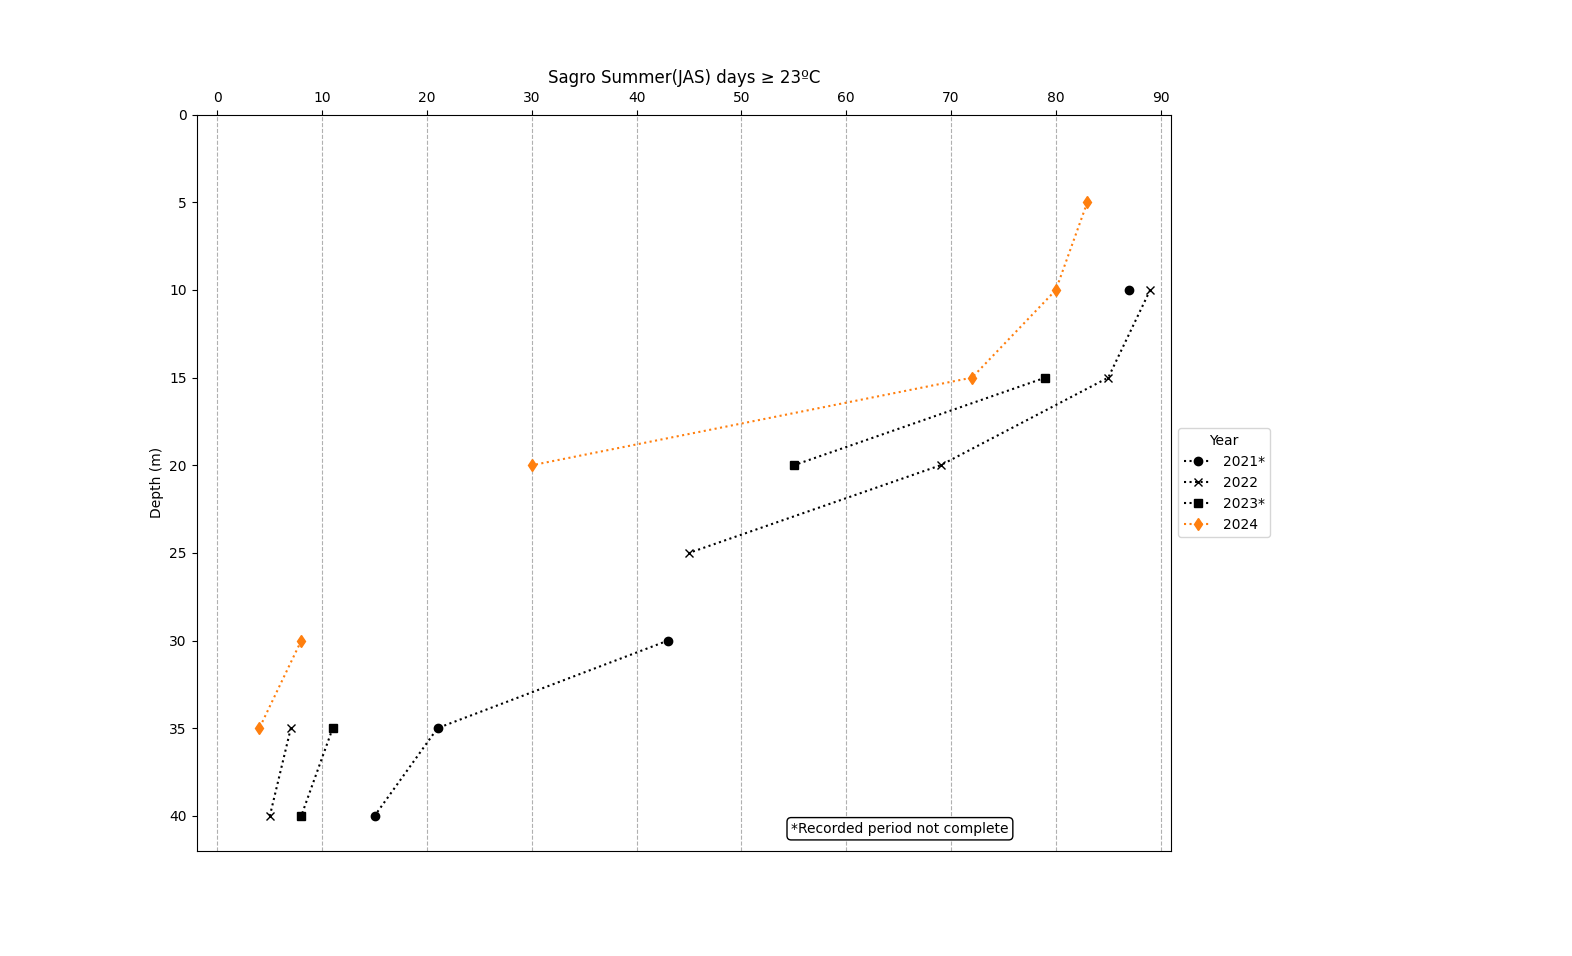 Sagro Summer(JAS) days ≥ 23ºC
0 10 20 30 40 50 60 70 80 90
0
5
10
15
20
25
30
35
40
Depth (m)
Year
2021*
2022
2023*
2024
*Recorded period not complete